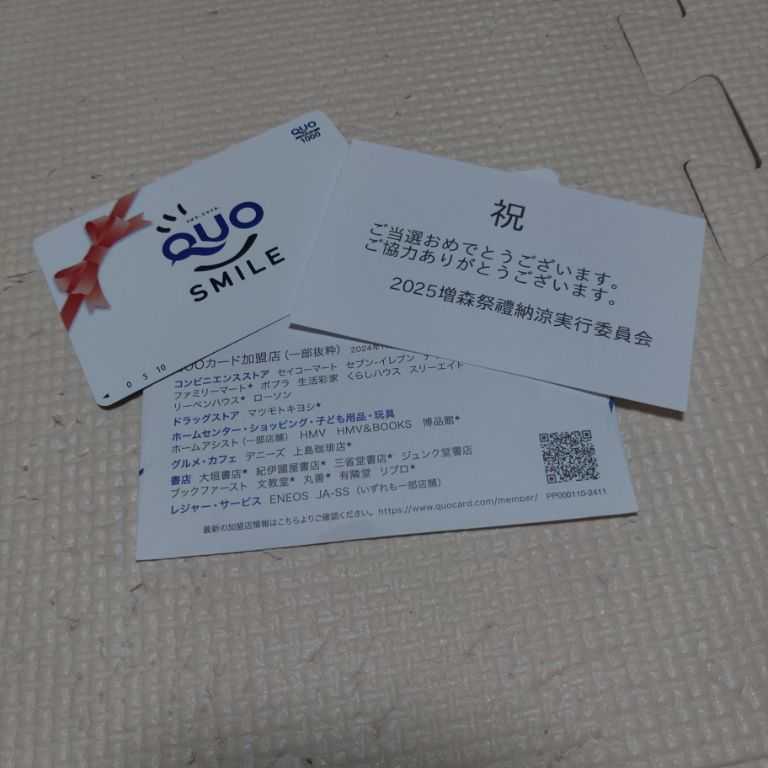 QUO
1000
QUO
SMILE
0 5 10
祝
ご当選おめでとうございます。
ご協力ありがとうございます。
2025増森祭禮納涼実行委員会
カード加盟店(一部抜粋) 2024年
コンビニエンスストア セイコーマート セブン-イレブン
ファミリーマート* ポプラ 生活彩家 くらしハウス スリーエイト
リーベンハウス* ローソン
ドラッグストア マツモトキヨシ*
ホームセンター・ショッピング・子ども用品・玩具
ホームアシスト(一部店舗) HMV HMV&BOOKS 博品館*
グルメ・カフェ デニーズ 上島珈琲店*
書店 大垣書店* 紀伊國屋書店* 三省堂書店* ジュンク堂書店
ブックファースト 文教堂* 丸善* 有隣堂 リブロ*
レジャー・サービス ENEOS JA-SS(いずれも一部店舗)
最新の加盟店情報はこちらよりご確認ください。https://www.quocard.com/member/ PP000110-2411